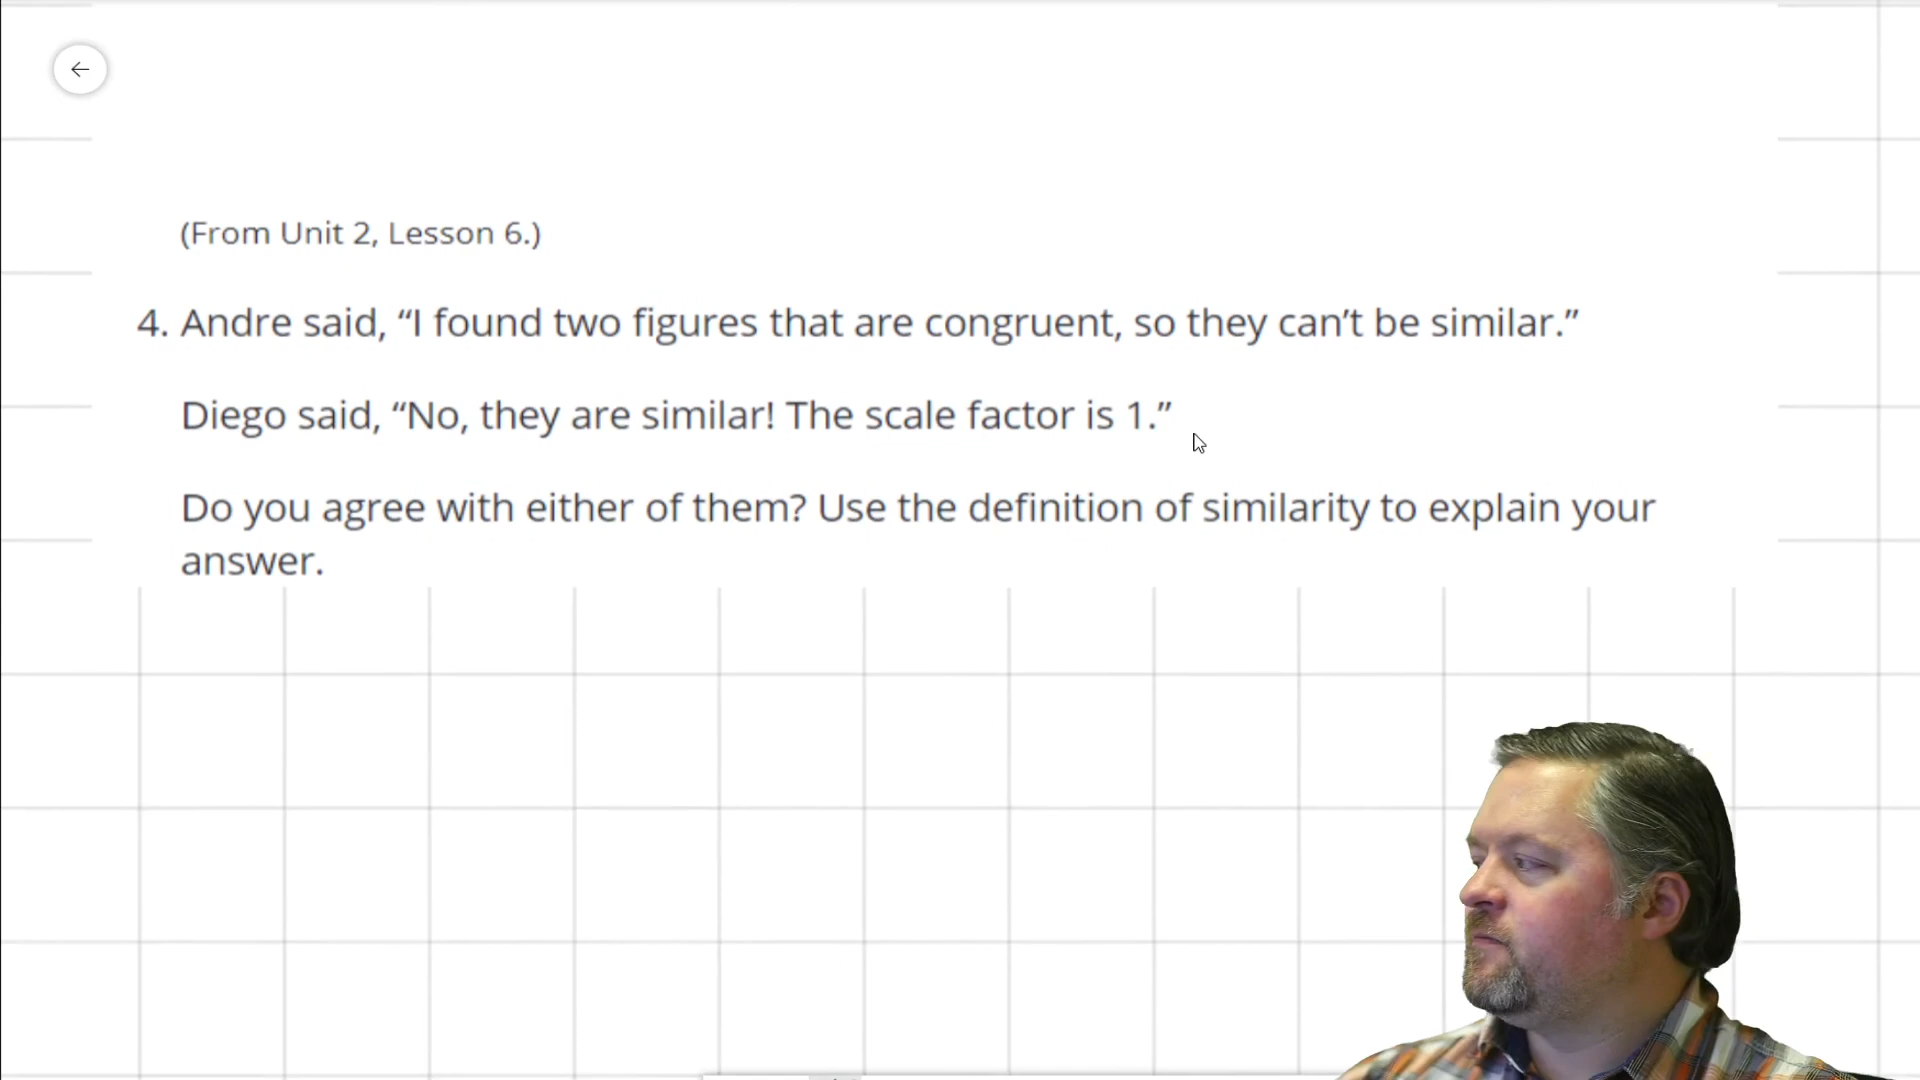 (From Unit 2, Lesson 6.)
4. Andre said, “I found two figures that are congruent, so they can’t be similar.”
Diego said, “No, they are similar! The scale factor is 1.”
Do you agree with either of them? Use the definition of similarity to explain your
answer.